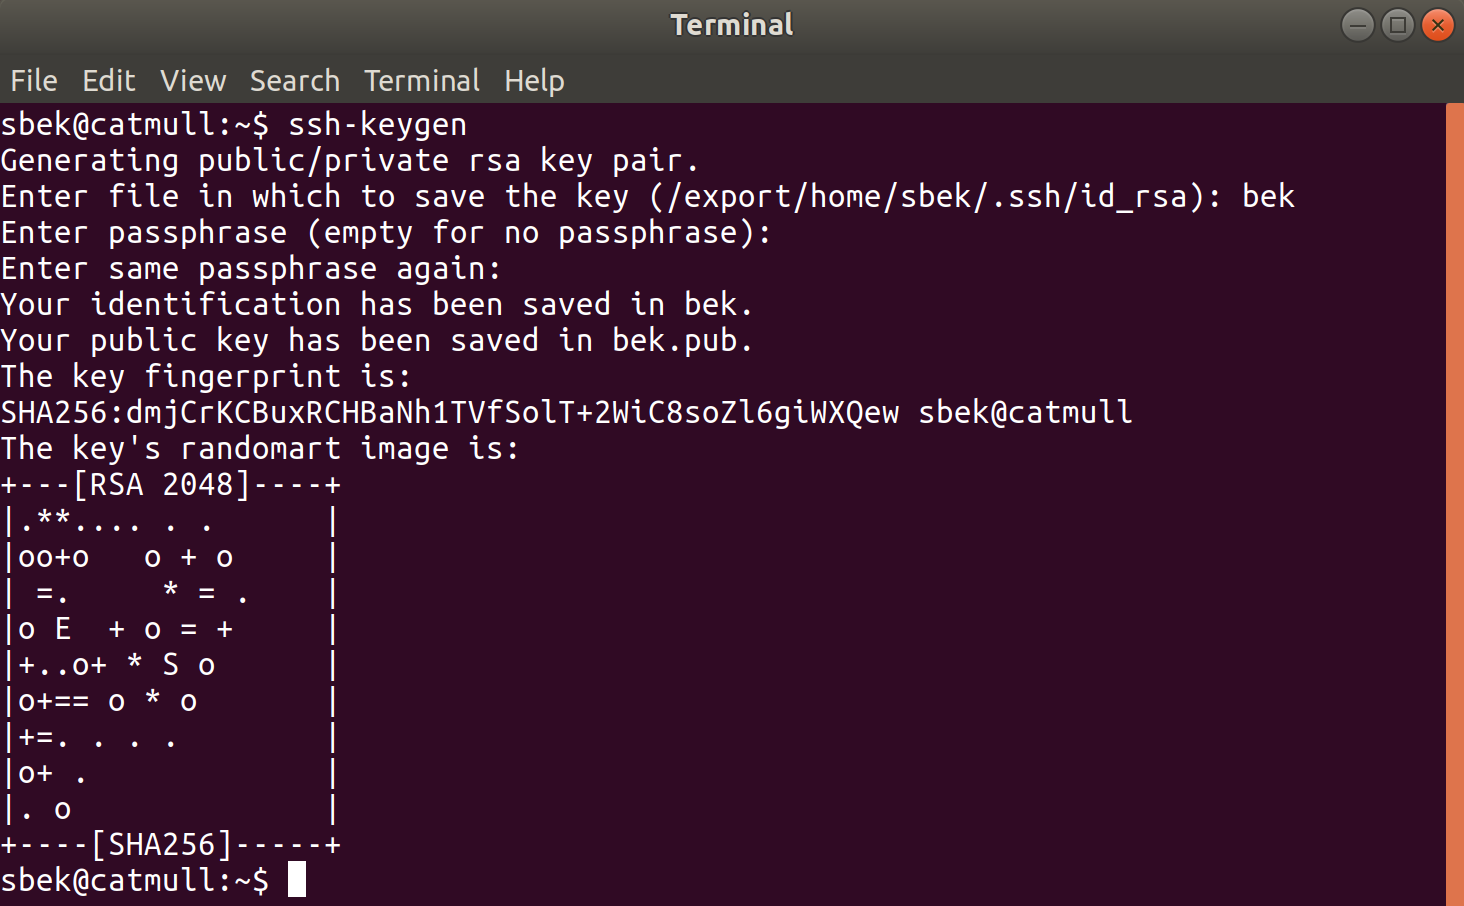 Terminal
File Edit View Search Terminal Help
sbek@catmull:~$ ssh-keygen
Generating public/private rsa key pair.
Enter file in which to save the key (/export/home/sbek/.ssh/id_rsa): bek
Enter passphrase (empty for no passphrase):
Enter same passphrase again:
Your identification has been saved in bek.
Your public key has been saved in bek.pub.
The key fingerprint is:
SHA256:dmjCrKCBuxRCHBaNh1TVfSolT+2WiC8soZl6giWXQew sbek@catmull
The key's randomart image is:
+---[RSA 2048]----+
|.**.... . .      |
|oo+o   o + o     |
| =.     * = .    |
|o E  + o = +     |
|+..o+ * S o      |
|o+== o * o       |
|+=. . . .        |
|o+ .             |
|. o              |
+----[SHA256]-----+
sbek@catmull:~$